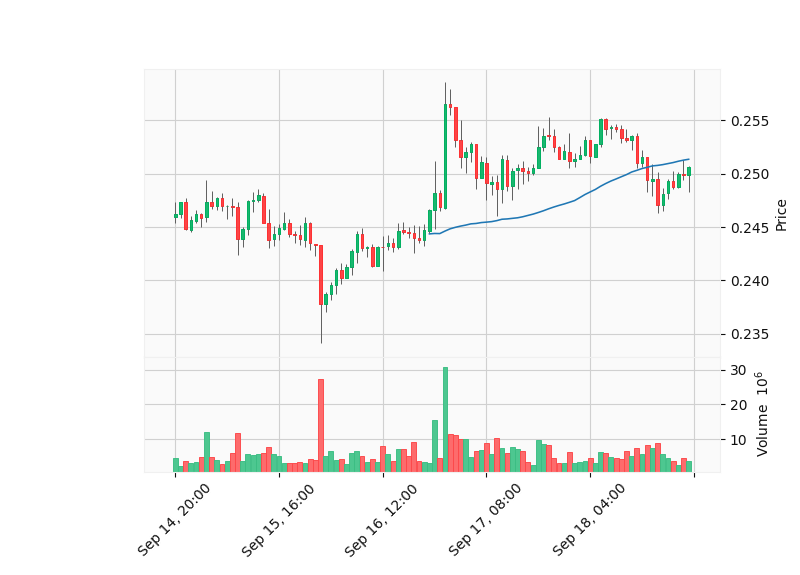 0.255
0.250
0.245
0.240
0.235
Price
30
20
10
Volume 10^6
Sep 14, 20:00
Sep 15, 16:00
Sep 16, 12:00
Sep 17, 08:00
Sep 18, 04:00